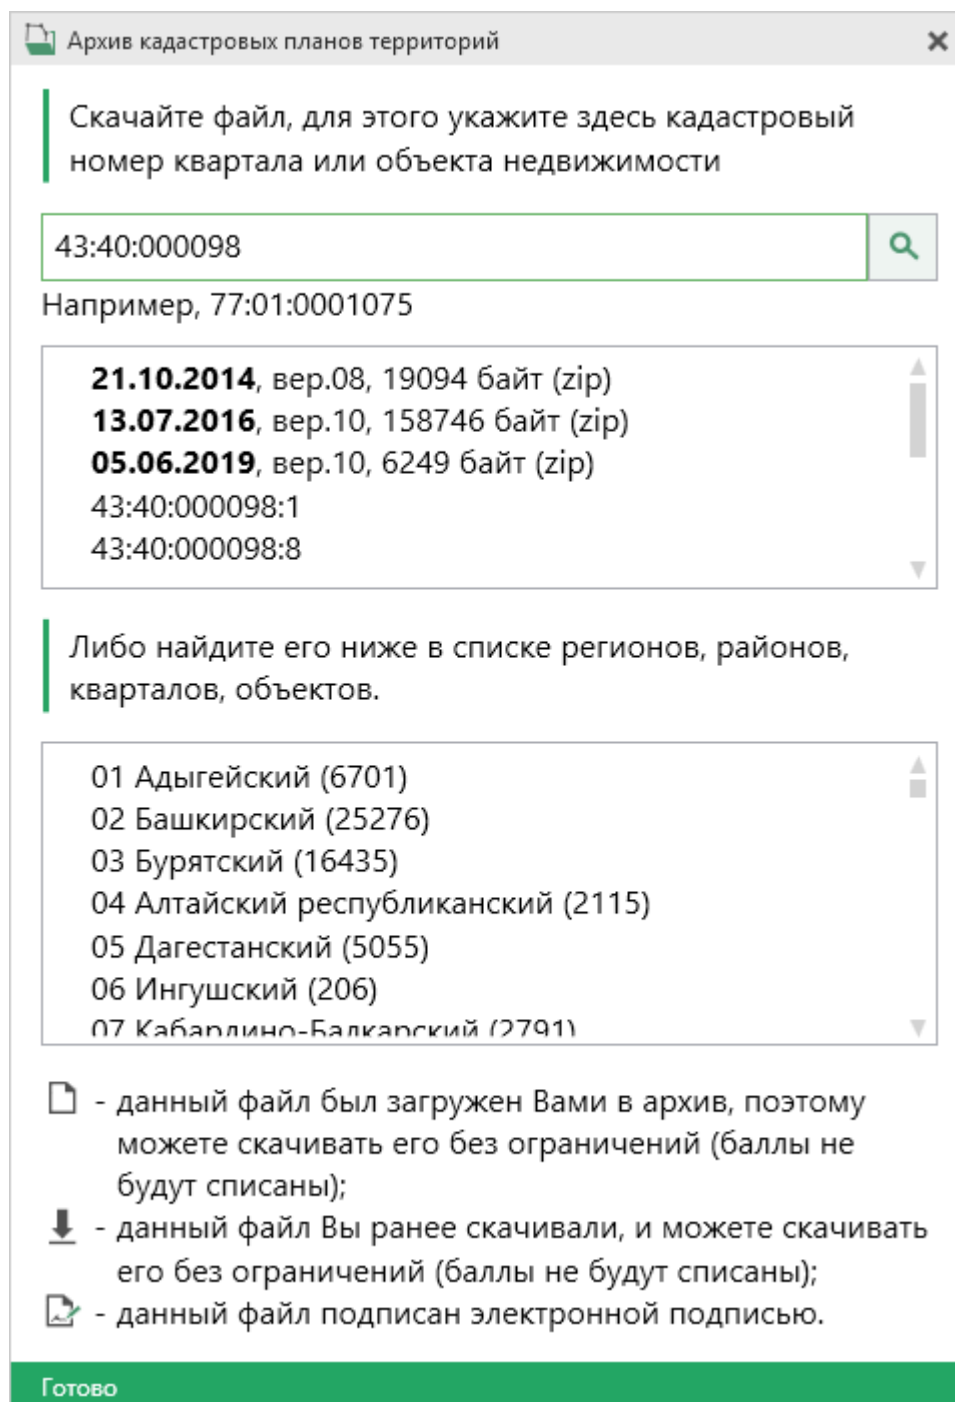 Архив кадастровых планов территорий
Скачайте файл, для этого укажите здесь кадастровый
номер квартала или объекта недвижимости
43:40:000098
Например, 77:01:0001075
21.10.2014, вер.08, 19094 байт (zip)
13.07.2016, вер.10, 158746 байт (zip)
05.06.2019, вер.10, 6249 байт (zip)
43:40:000098:1
43:40:000098:8
Либо найдите его ниже в списке регионов, районов,
кварталов, объектов.
01 Адыгейский (6701)
02 Башкирский (25276)
03 Бурятский (16435)
04 Алтайский республиканский (2115)
05 Дагестанский (5055)
06 Ингушский (206)
07 Кабардино-Балкарский (2791)
- данный файл был загружен Вами в архив, поэтому
можете скачивать его без ограничений (баллы не
будут списаны);
- данный файл Вы ранее скачивали, и можете скачивать
его без ограничений (баллы не будут списаны);
- данный файл подписан электронной подписью.
Готово